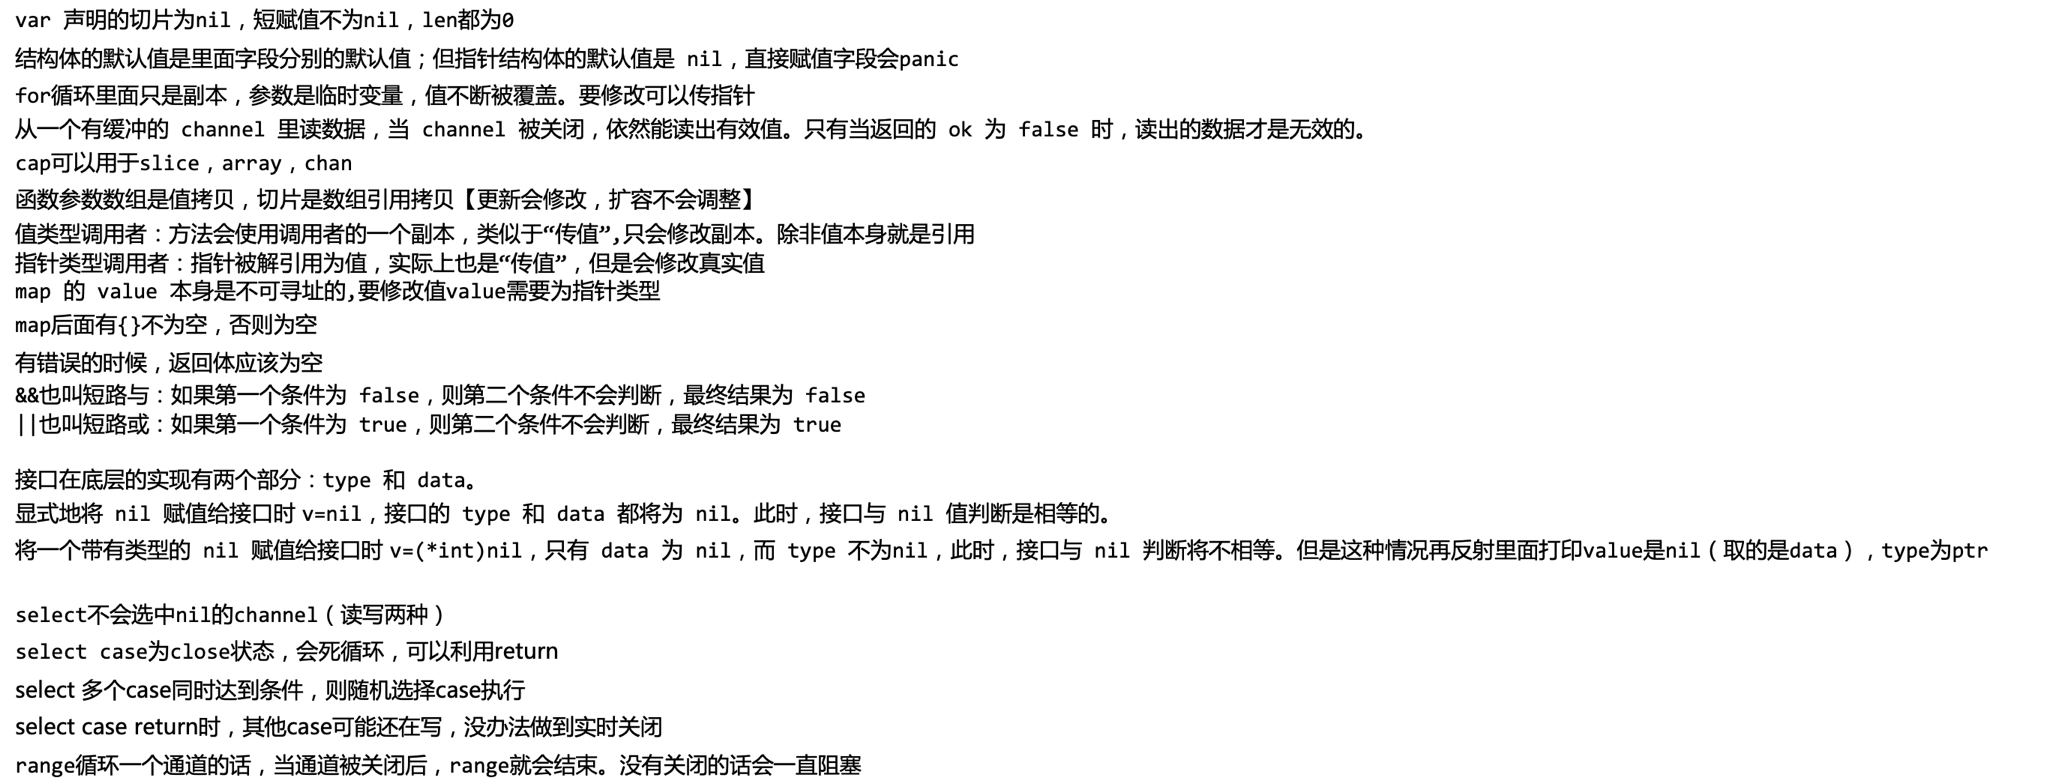 var 声明的切片为nil，短赋值不为nil，len都为0
结构体的默认值是里面字段分别的默认值；但指针结构体的默认值是 nil，直接赋值字段会panic
for循环里面只是副本，参数是临时变量，值不断被覆盖。要修改可以传指针
从一个有缓冲的 channel 里读数据，当 channel 被关闭，依然能读出有效值。只有当返回的 ok 为 false 时，读出的数据才是无效的。
cap可以用于slice，array，chan
函数参数数组是值拷贝，切片是数组引用拷贝【更新会修改，扩容不会调整】
值类型调用者：方法会使用调用者的一个副本，类似于“传值”,只会修改副本。除非值本身就是引用
指针类型调用者：指针被解引用为值，实际上也是“传值”，但是会修改真实值
map 的 value 本身是不可寻址的,要修改值value需要为指针类型
map后面有{}不为空，否则为空
有错误的时候，返回体应该为空
&&也叫短路与：如果第一个条件为 false，则第二个条件不会判断，最终结果为 false
||也叫短路或：如果第一个条件为 true，则第二个条件不会判断，最终结果为 true
接口在底层的实现有两个部分：type 和 data。
显式地将 nil 赋值给接口时 v=nil，接口的 type 和 data 都将为 nil。此时，接口与 nil 值判断是相等的。
将一个带有类型的 nil 赋值给接口时 v=(*int)nil，只有 data 为 nil，而 type 不为nil，此时，接口与 nil 判断将不相等。但是这种情况再反射里面打印value是nil（取的是data），type为ptr
select不会选中nil的channel（读写两种）
select case为close状态，会死循环，可以利用return
select 多个case同时达到条件，则随机选择case执行
select case return时，其他case可能还在写，没办法做到实时关闭
range循环一个通道的话，当通道被关闭后，range就会结束。没有关闭的话会一直阻塞